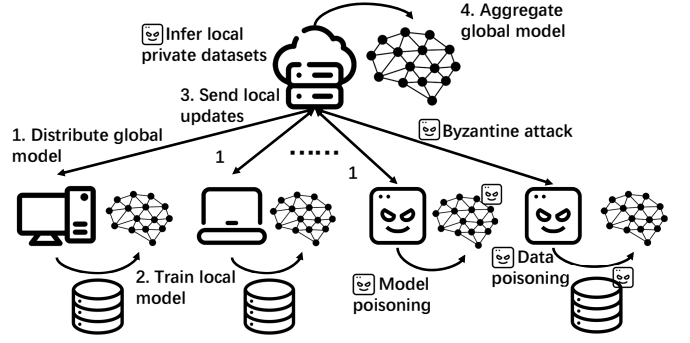 Infer local
private datasets
4. Aggregate
global model
3. Send local
updates
1. Distribute global
model
Byzantine attack
1
......
1
2. Train local
model
Model
poisoning
Data
poisoning